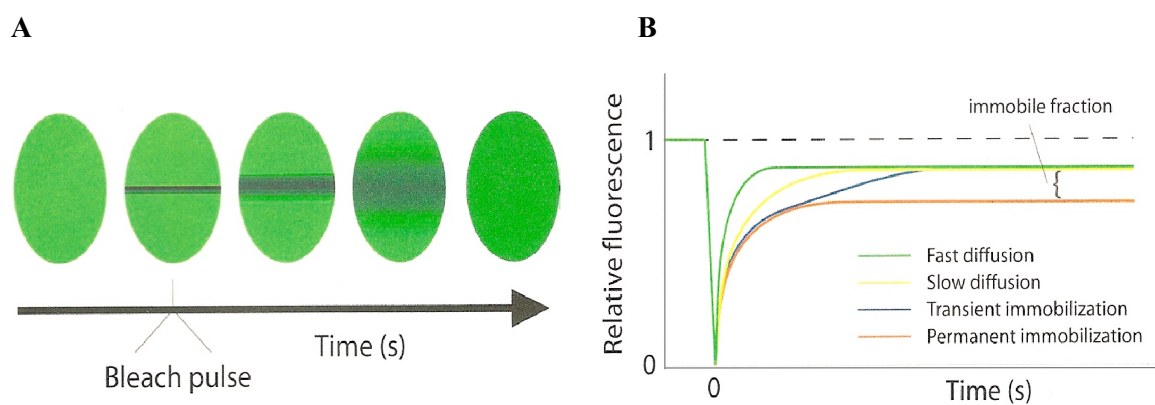 A
Bleach pulse
Time (s)
B
Relative fluorescence
1
0
immobile fraction
{
Fast diffusion
Slow diffusion
Transient immobilization
Permanent immobilization
0
Time (s)